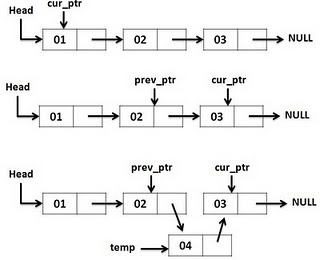 Head cur_ptr
01 02 03 NULL
Head prev_ptr cur_ptr
01 02 03 NULL
Head prev_ptr cur_ptr
01 02 03 NULL
temp 04